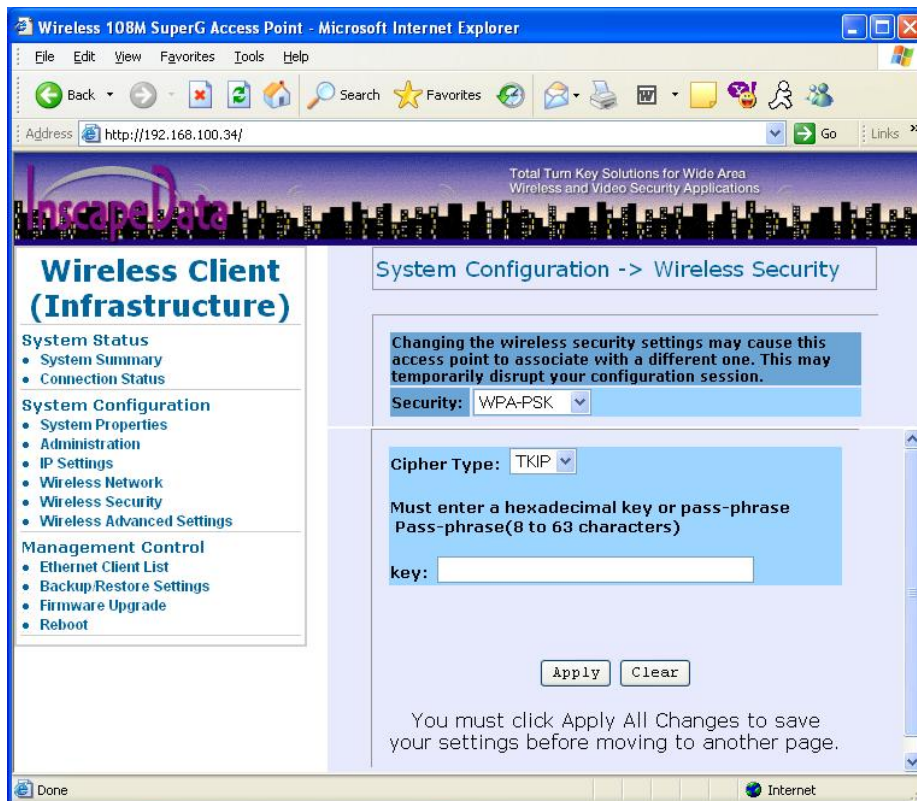 Wireless 108M SuperG Access Point - Microsoft Internet Explorer
File Edit View Favorites Tools Help
Back Search Favorites
Address http://192.168.100.34/ Go Links »
InscapeData
Total Turn Key Solutions for Wide Area
Wireless and Video Security Applications
Wireless Client
(Infrastructure)
System Status
• System Summary
• Connection Status
System Configuration
• System Properties
• Administration
• IP Settings
• Wireless Network
• Wireless Security
• Wireless Advanced Settings
Management Control
• Ethernet Client List
• Backup/Restore Settings
• Firmware Upgrade
• Reboot
System Configuration -> Wireless Security
Changing the wireless security settings may cause this
access point to associate with a different one. This may
temporarily disrupt your configuration session.
Security: WPA-PSK
Cipher Type: TKIP
Must enter a hexadecimal key or pass-phrase
Pass-phrase(8 to 63 characters)
key:
Apply Clear
You must click Apply All Changes to save
your settings before moving to another page.
Done Internet